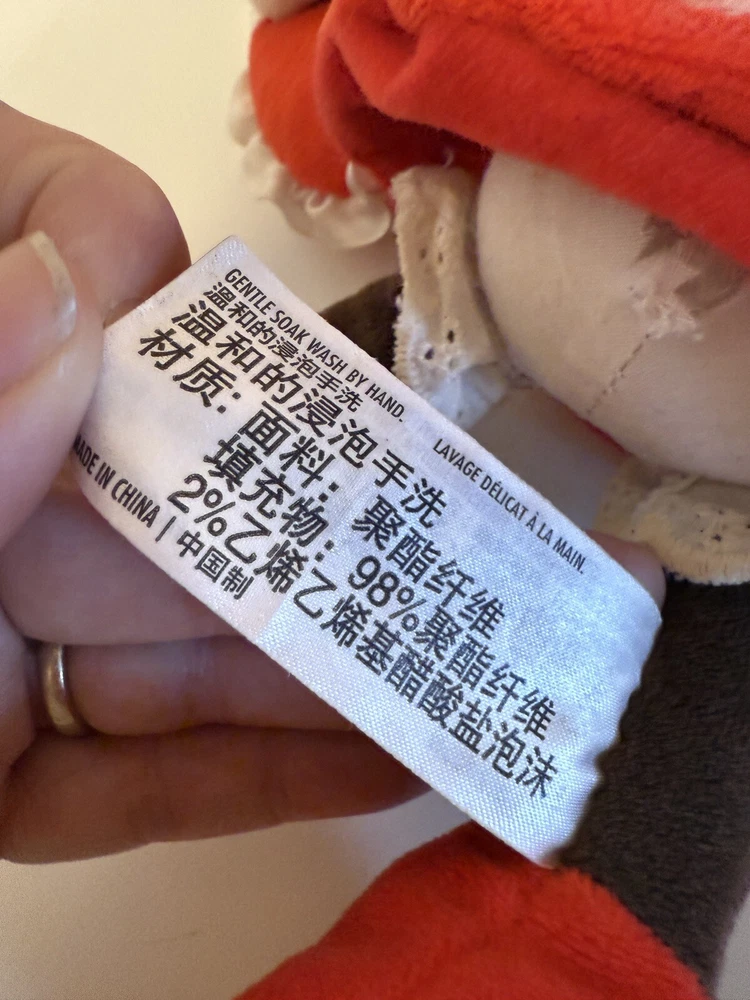 GENTLE SOAK WASH BY HAND. LAVAGE DÉLICAT À LA MAIN.
溫和的浸泡手洗
温和的浸泡手洗
材质: 面料: 聚酯纤维
填充物: 98%聚酯纤维
2%乙烯乙烯基醋酸盐泡沫
MADE IN CHINA | 中国制